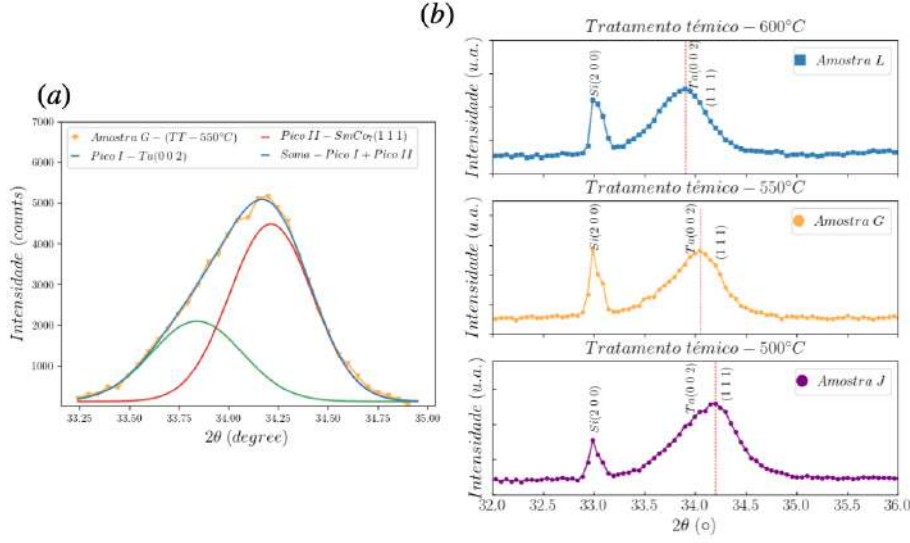 (a)
7000
6000
5000
4000
3000
2000
1000
Intensidade (counts)
Amostra G – (TT – 550°C)
Pico I – Ta(0 0 2)
Pico II – SmCo₇(1 1 1)
Soma – Pico I + Pico II
33.25 33.50 33.75 34.00 34.25 34.50 34.75 35.00
2θ (degree)
(b)
Tratamento témico – 600°C
Intensidade (u.a.)
Si(2 0 0)
Ta(0 0 2)
(1 1 1)
Amostra L
Tratamento témico – 550°C
Intensidade (u.a.)
Si(2 0 0)
Ta(0 0 2)
(1 1 1)
Amostra G
Tratamento témico – 500°C
Intensidade (u.a.)
Si(2 0 0)
Ta(0 0 2)
(1 1 1)
Amostra J
32.0 32.5 33.0 33.5 34.0 34.5 35.0 35.5 36.0
2θ (○)